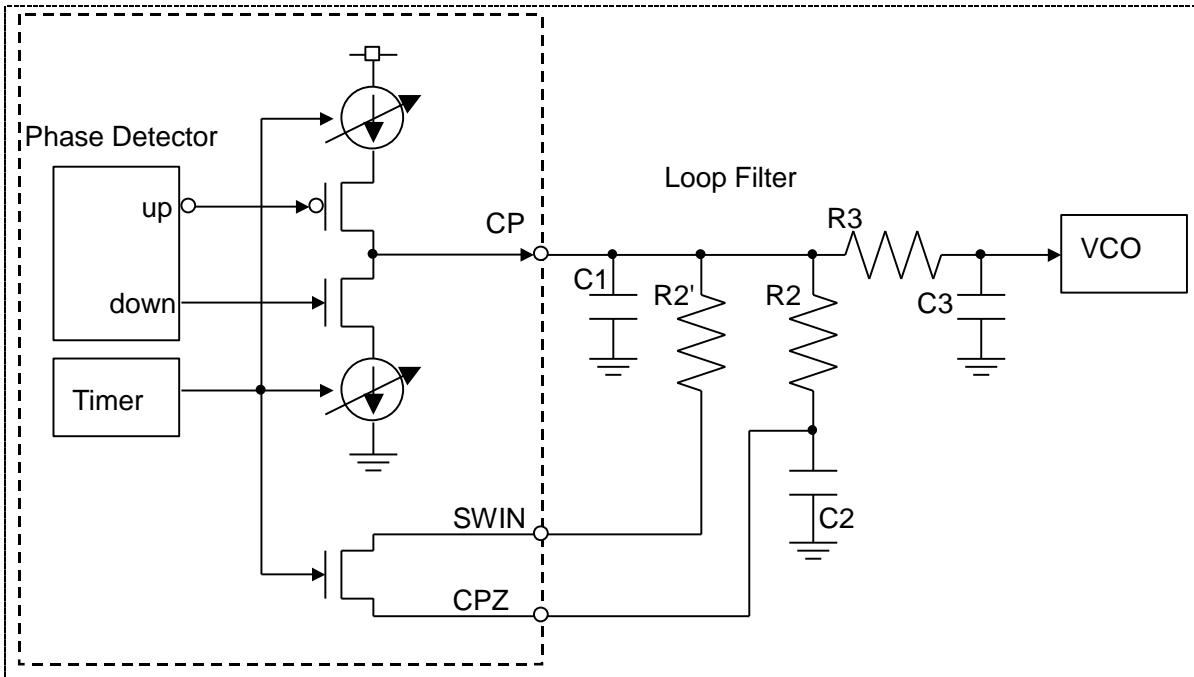 Phase Detector
up
down
Timer
CP
SWIN
CPZ
Loop Filter
C1
R2'
R2
R3
C3
C2
VCO